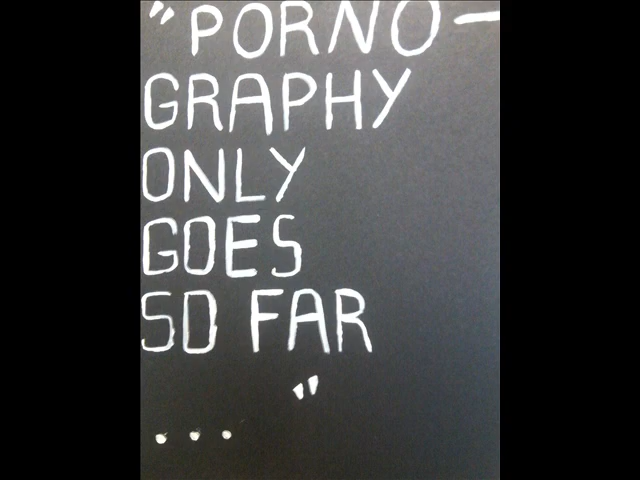 "PORNO-
GRAPHY
ONLY
GOES
SO FAR
..."